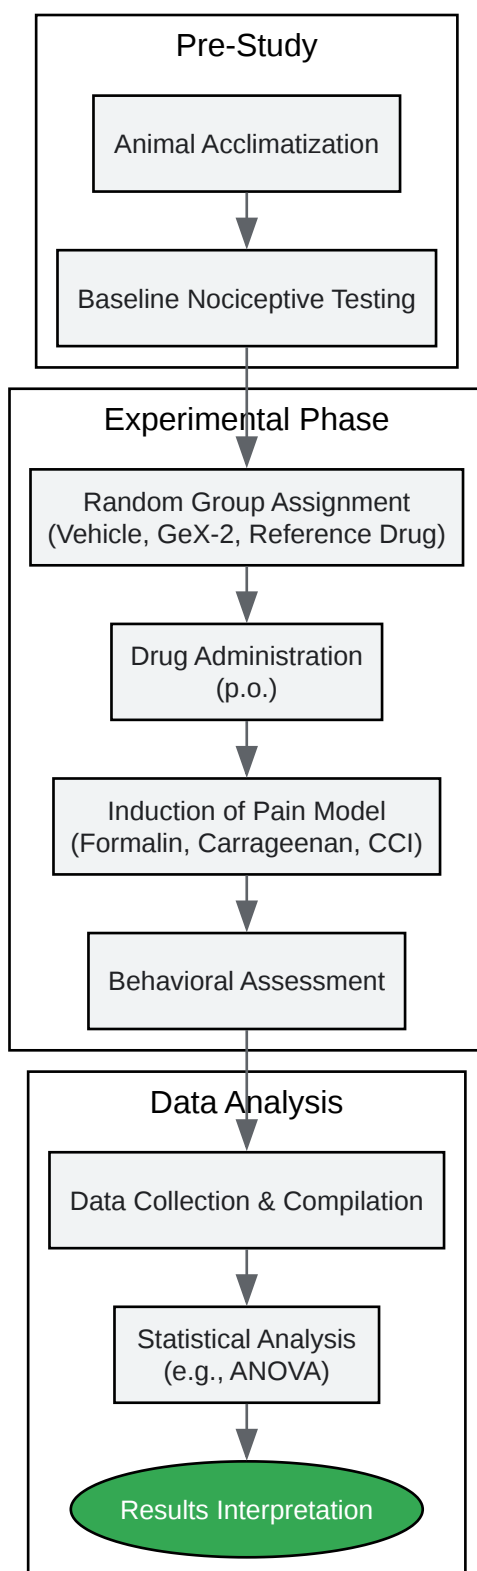 Pre-Study
Animal Acclimatization
Baseline Nociceptive Testing
Experimental Phase
Random Group Assignment
(Vehicle, GeX-2, Reference Drug)
Drug Administration
(p.o.)
Induction of Pain Model
(Formalin, Carrageenan, CCI)
Behavioral Assessment
Data Analysis
Data Collection & Compilation
Statistical Analysis
(e.g., ANOVA)
Results Interpretation